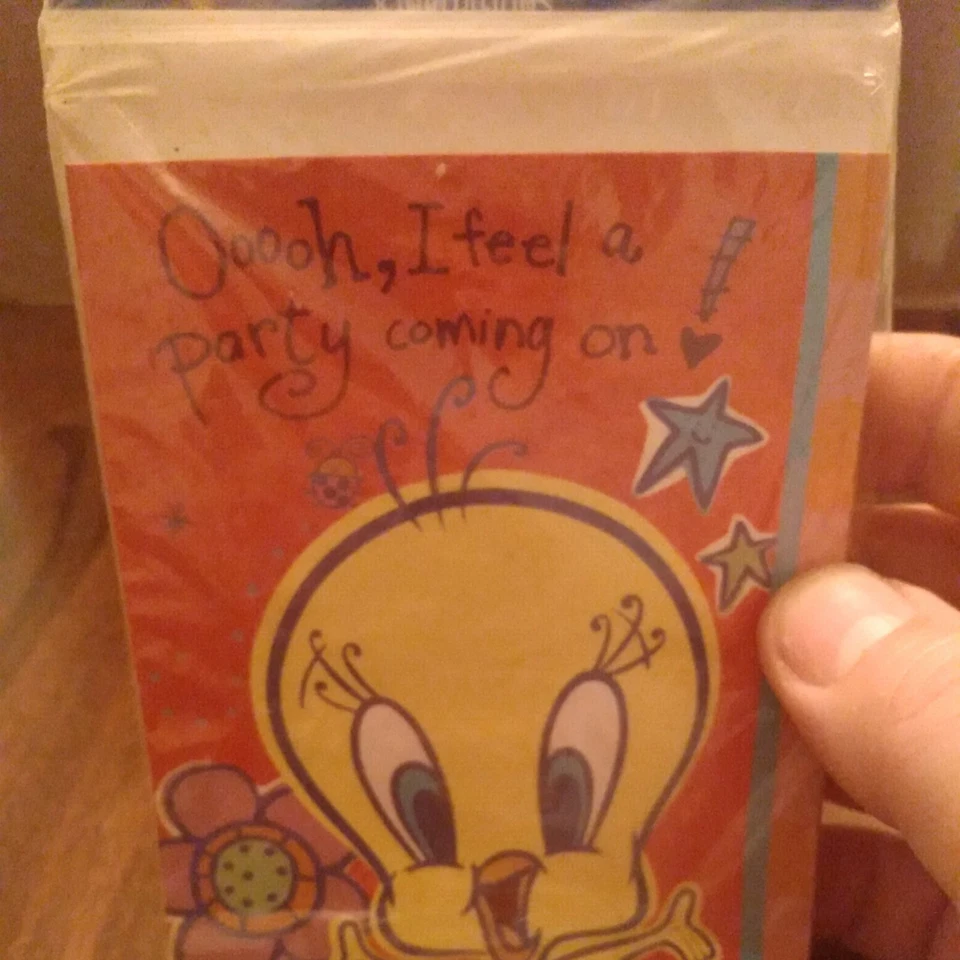 Ooooh, I feel a
party coming on!